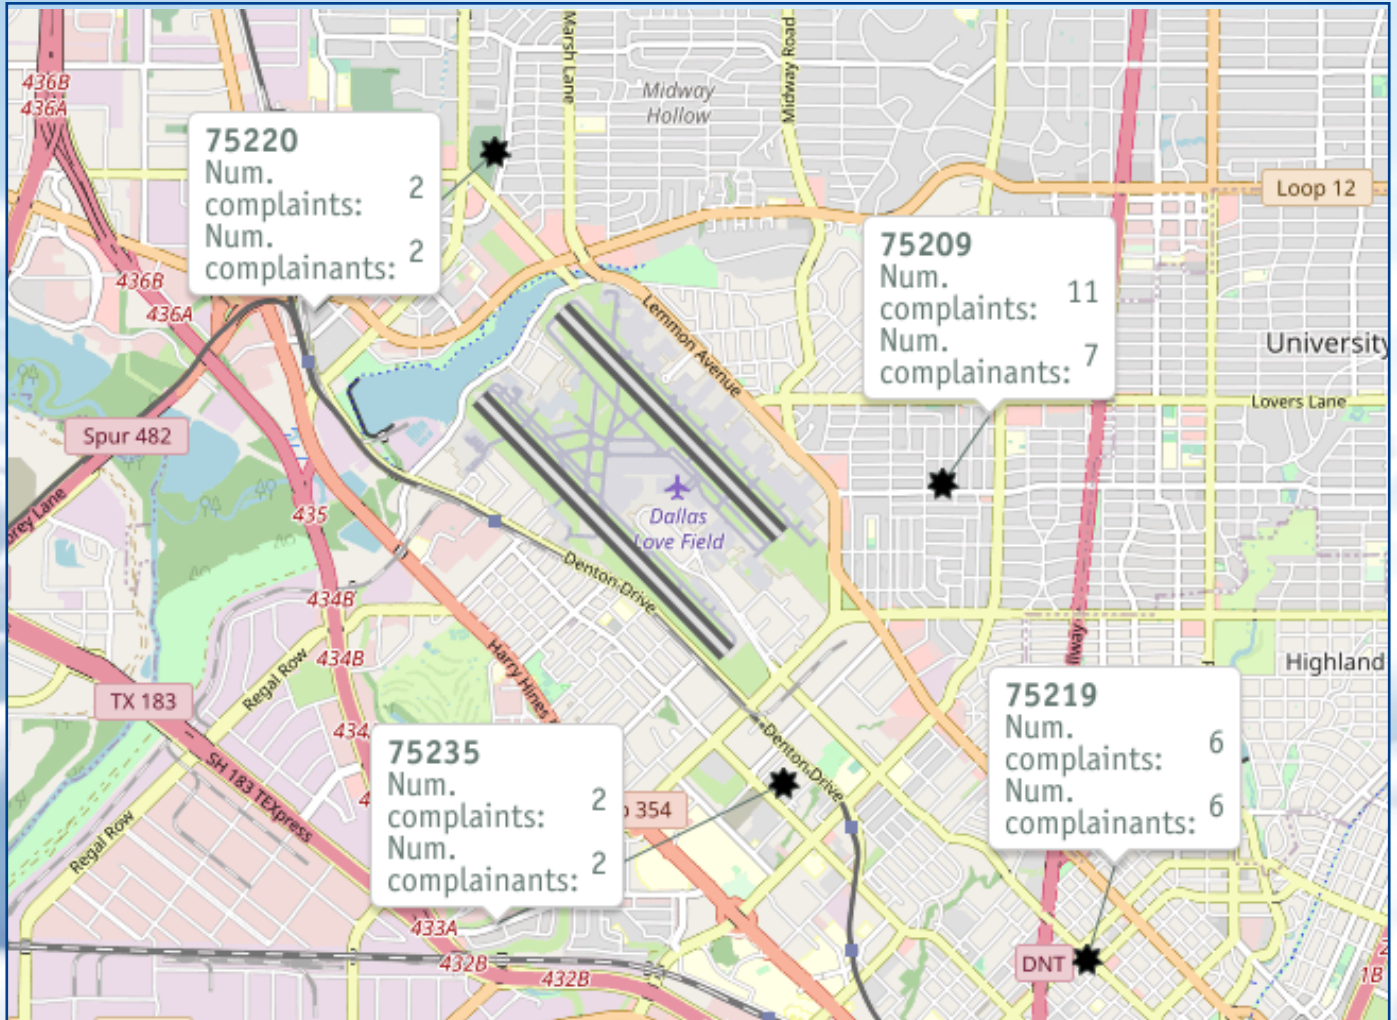 436B
436A
Marsh Lane
Midway Road
Midway
Hollow
75220
Num.
complaints: 2
Num.
complainants: 2
Loop 12
75209
Num.
complaints: 11
Num.
complainants: 7
436B
436A
Lemmon Avenue
University
Lovers Lane
Spur 482
435
Dallas
Love Field
Denton Drive
434B
434B
Regal Row
Harry Hines
TX 183
Highland
75219
Num.
complaints: 6
Num.
complainants: 6
434
75235
Num.
complaints: 2
Num.
complainants: 2
Denton Drive
354
SH 183 TEXpress
Regal Row
433A
432B
432B
DNT
1B